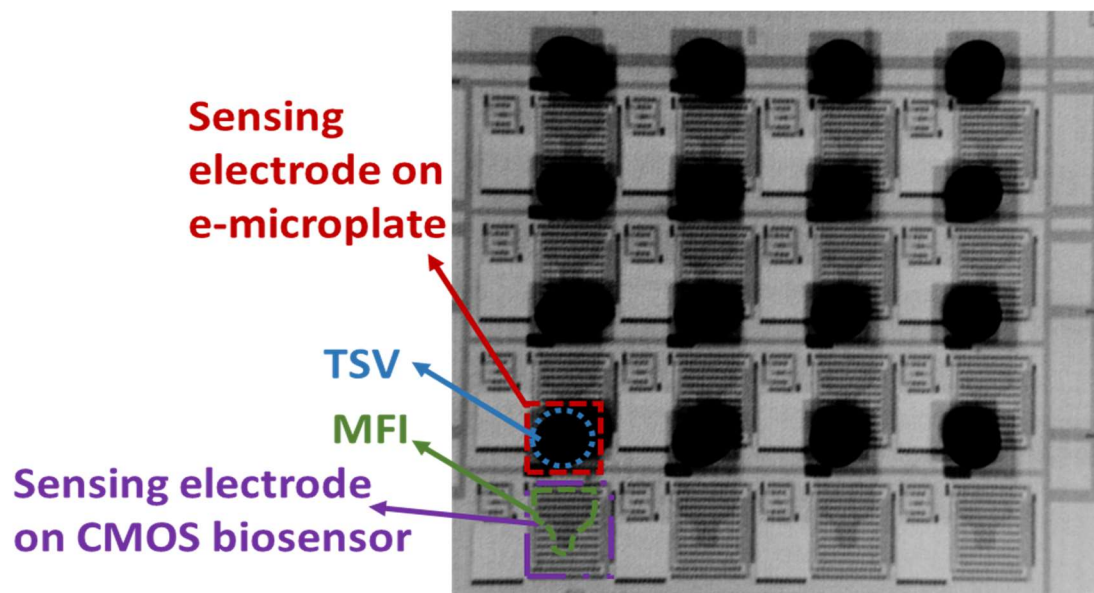 Sensing
electrode on
e-microplate
TSV
MFI
Sensing electrode
on CMOS biosensor